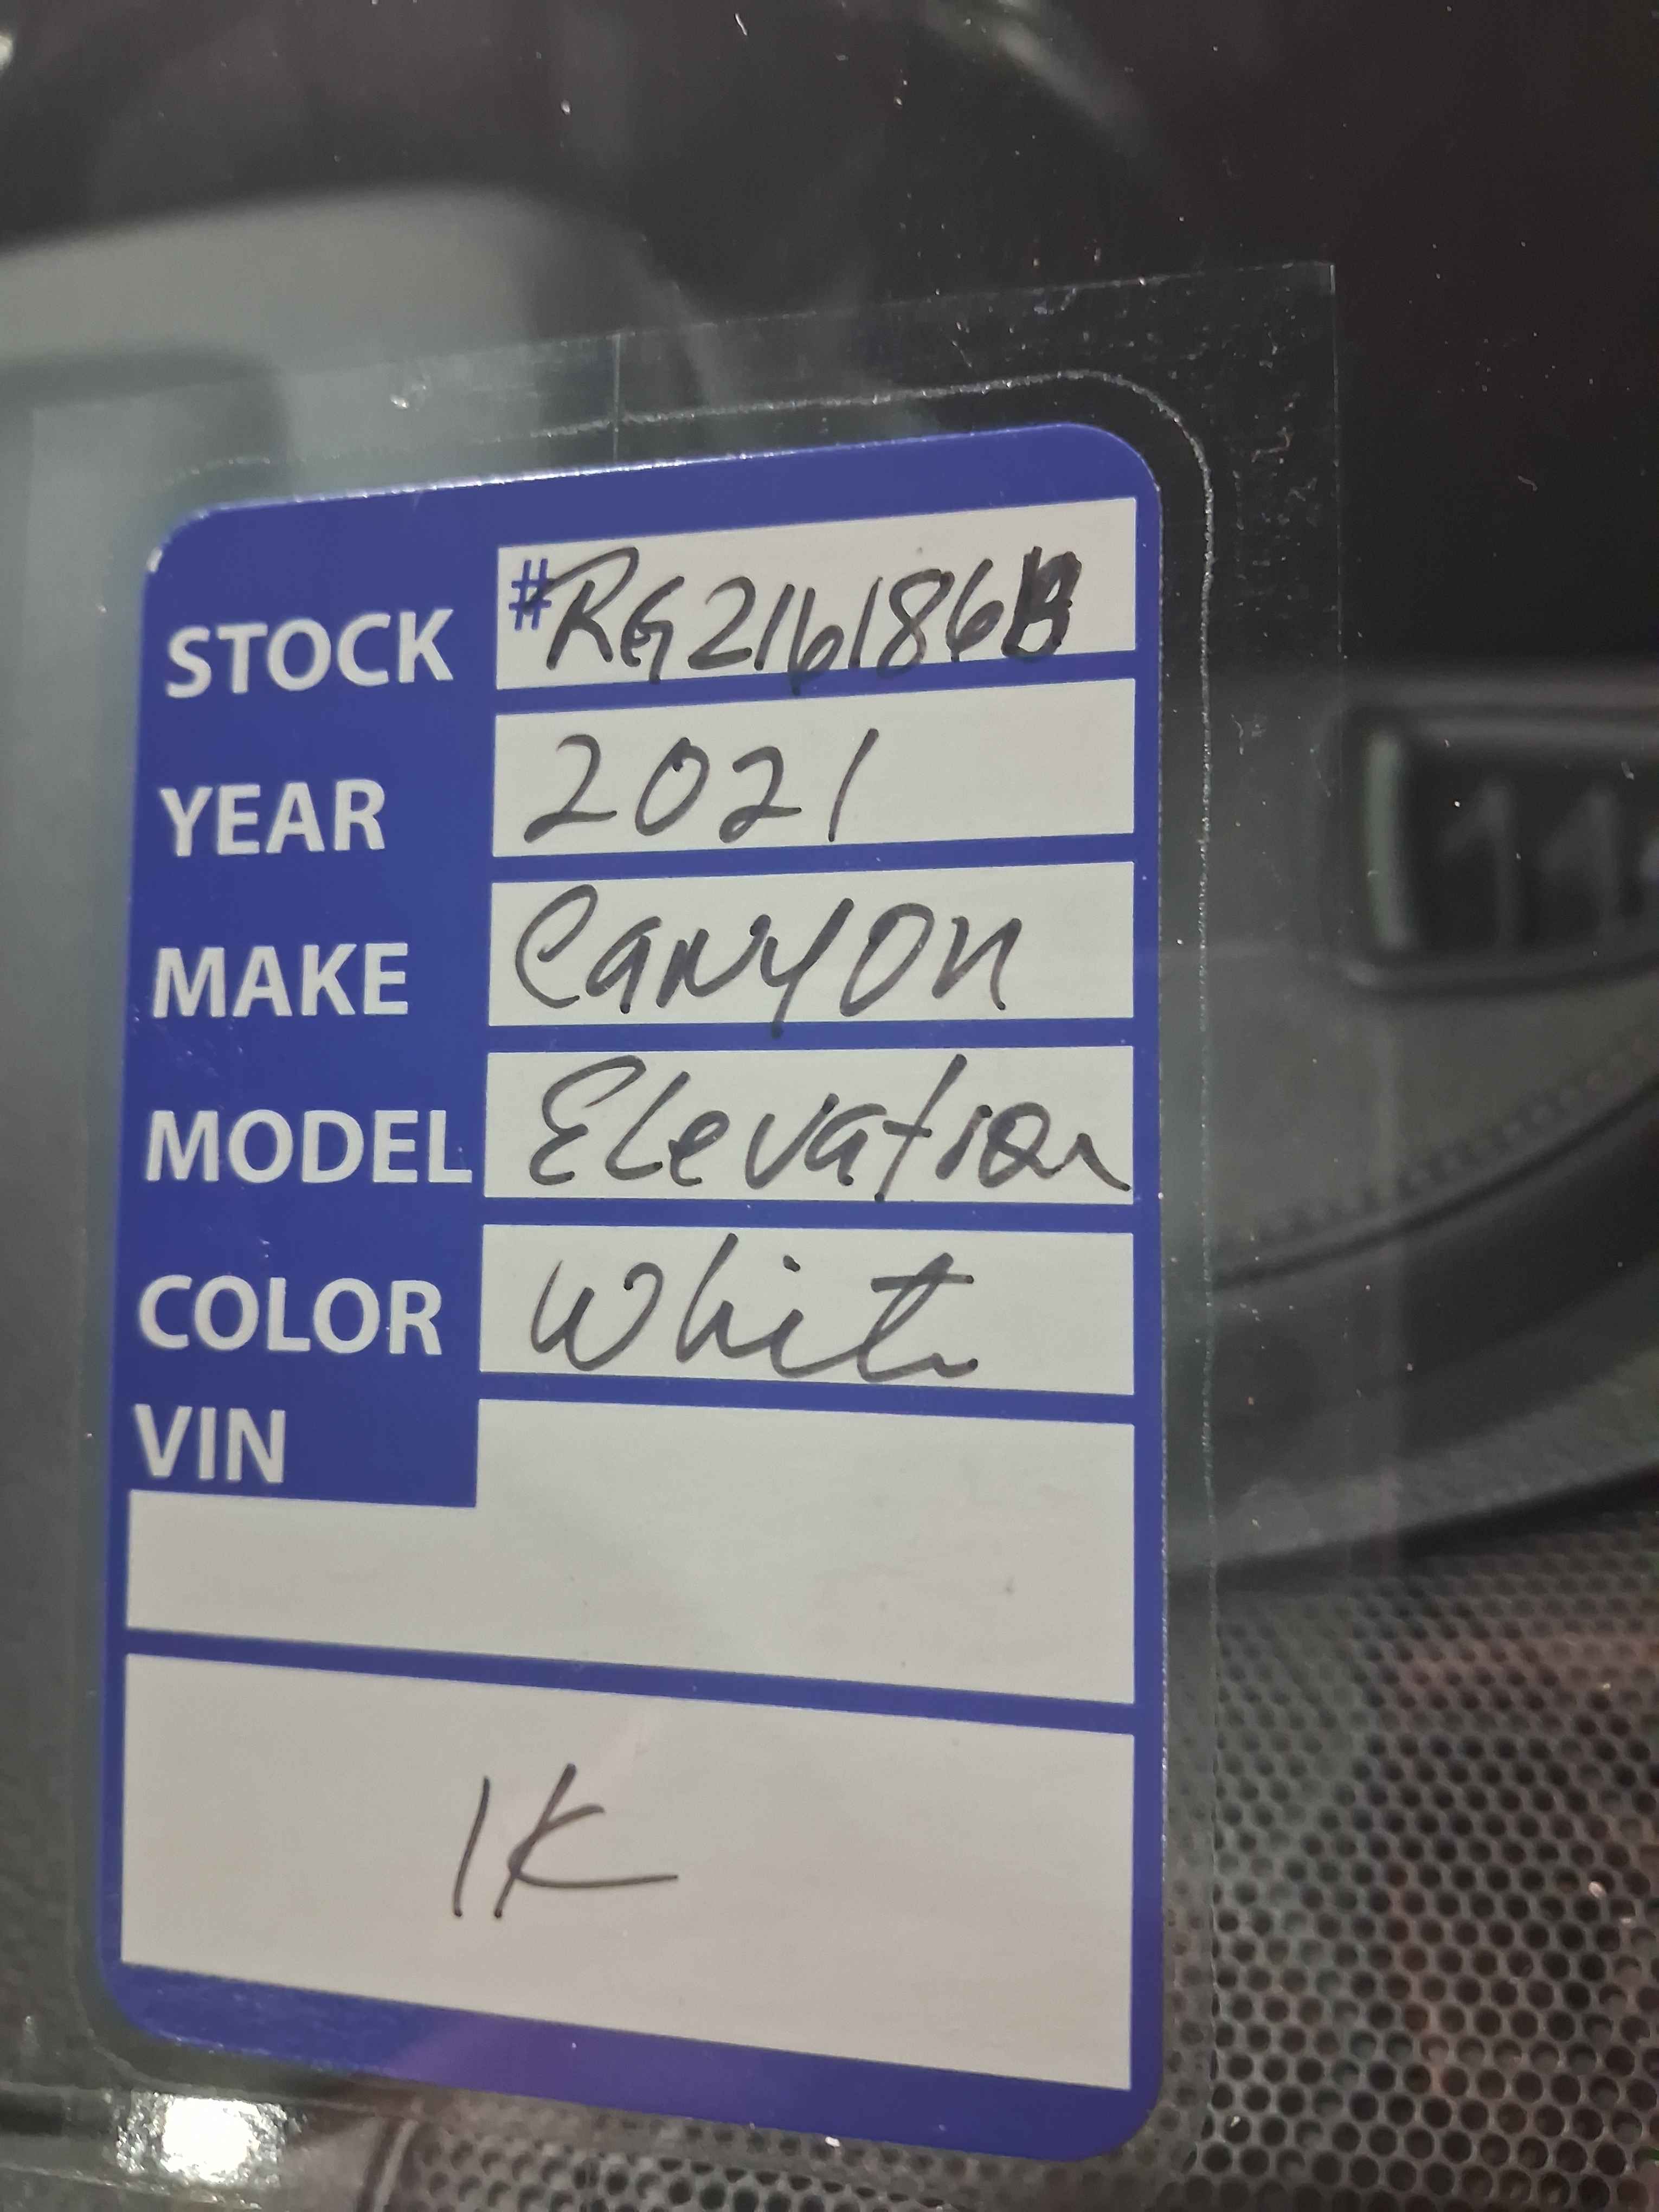 STOCK #RG216186B
YEAR 2021
MAKE Canyon
MODEL Elevation
COLOR White
VIN
1K